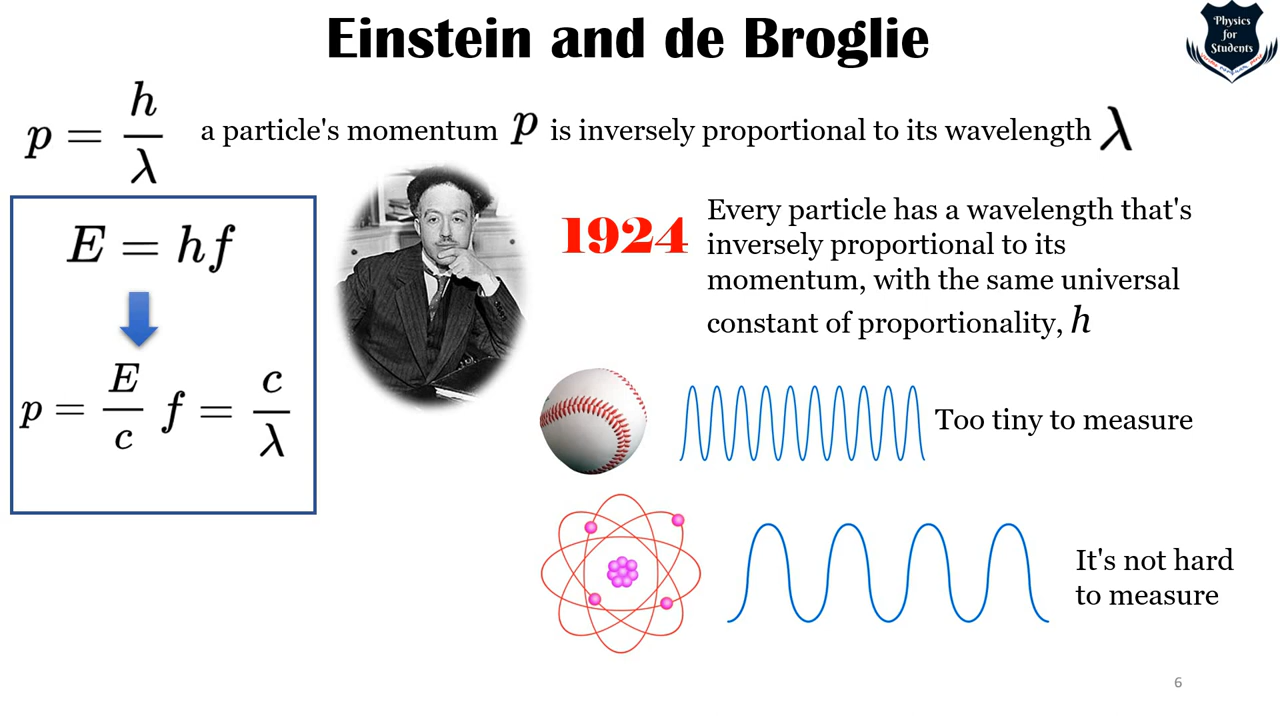 Einstein and de Broglie
Physics
for
Students
p = h/λ a particle's momentum p is inversely proportional to its wavelength λ
E = hf
p = E/c f = c/λ
1924
Every particle has a wavelength that's
inversely proportional to its
momentum, with the same universal
constant of proportionality, h
Too tiny to measure
It's not hard
to measure
6